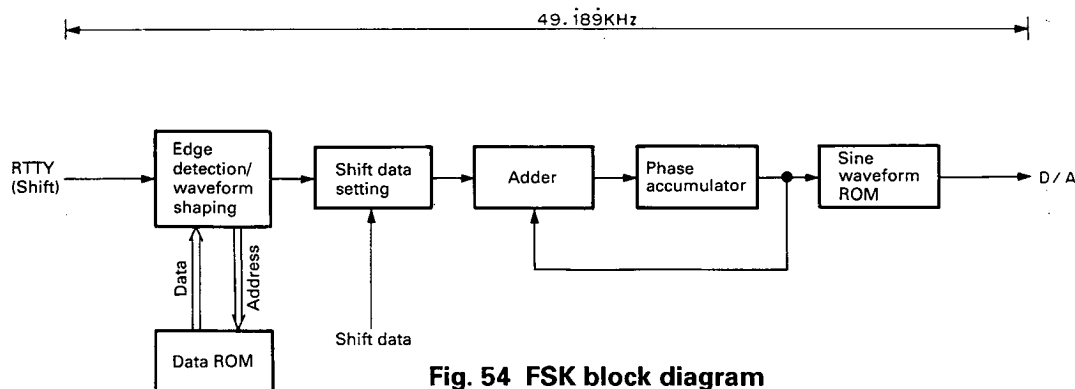 49.189KHz
RTTY
(Shift)
Edge
detection/
waveform
shaping
Shift data
setting
Adder
Phase
accumulator
Sine
waveform
ROM
D/A
Data
Address
Data ROM
Shift data
Fig. 54 FSK block diagram